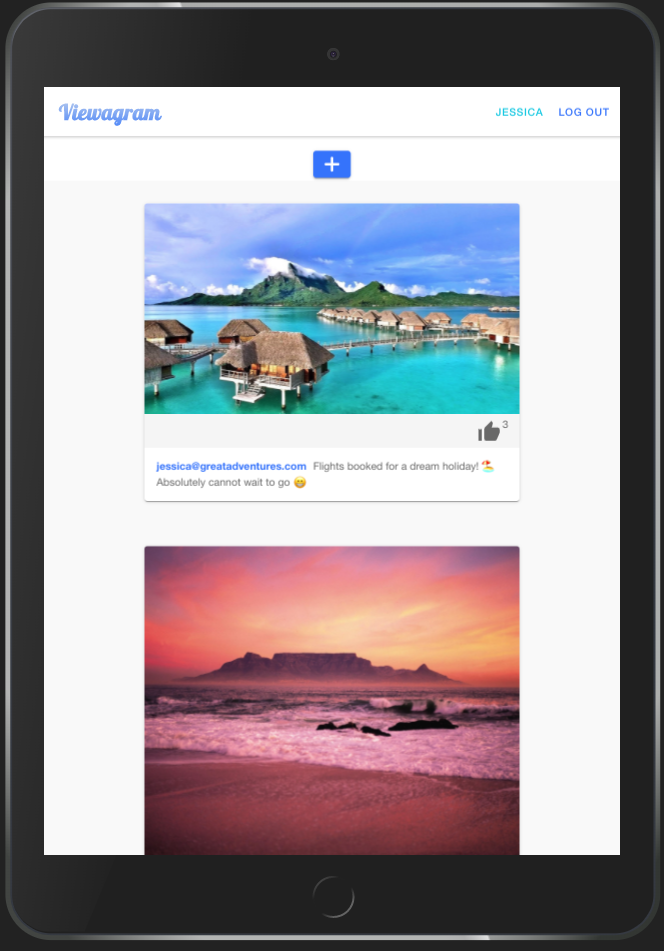 Viewagram
JESSICA LOG OUT
+
3
jessica@greatadventures.com Flights booked for a dream holiday! 🏖️
Absolutely cannot wait to go 😁